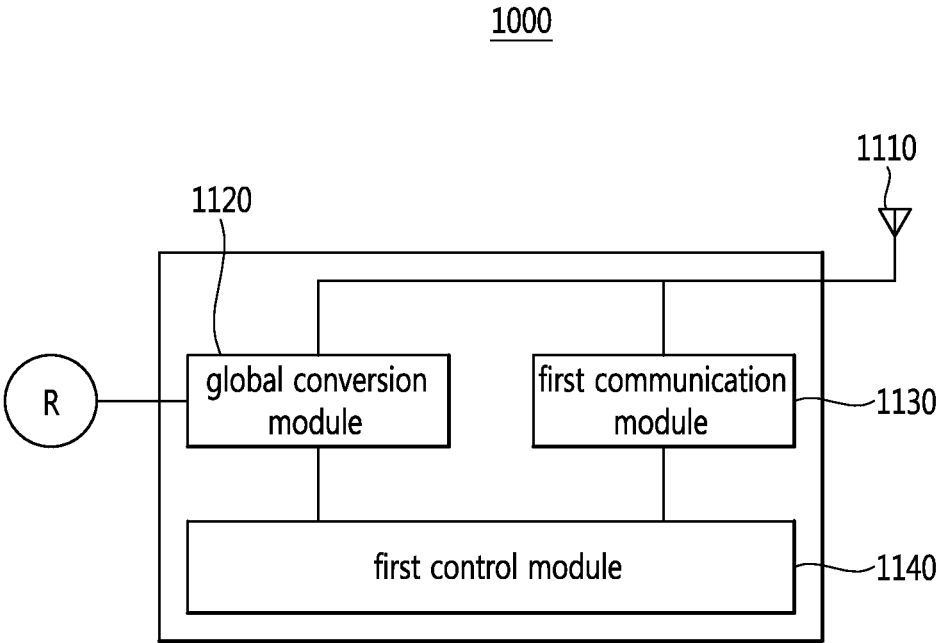 1000
1110
1120
global conversion
module
first communication
module
R
1130
first control module
1140